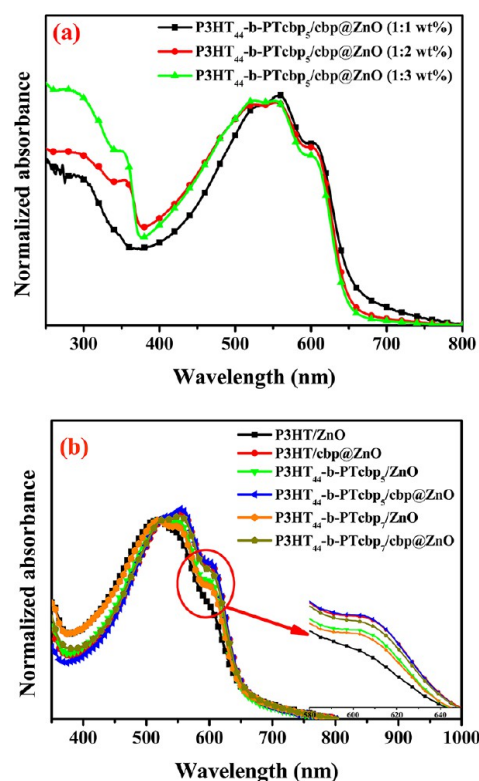 (a)
P3HT₄₄-b-PTcbp₅/cbp@ZnO (1:1 wt%)
P3HT₄₄-b-PTcbp₅/cbp@ZnO (1:2 wt%)
P3HT₄₄-b-PTcbp₅/cbp@ZnO (1:3 wt%)
Normalized absorbance
300 400 500 600 700 800
Wavelength (nm)
(b)
P3HT/ZnO
P3HT/cbp@ZnO
P3HT₄₄-b-PTcbp₅/ZnO
P3HT₄₄-b-PTcbp₅/cbp@ZnO
P3HT₄₄-b-PTcbp₇/ZnO
P3HT₄₄-b-PTcbp₇/cbp@ZnO
Normalized absorbance
580 600 620 640
400 500 600 700 800 900 1000
Wavelength (nm)